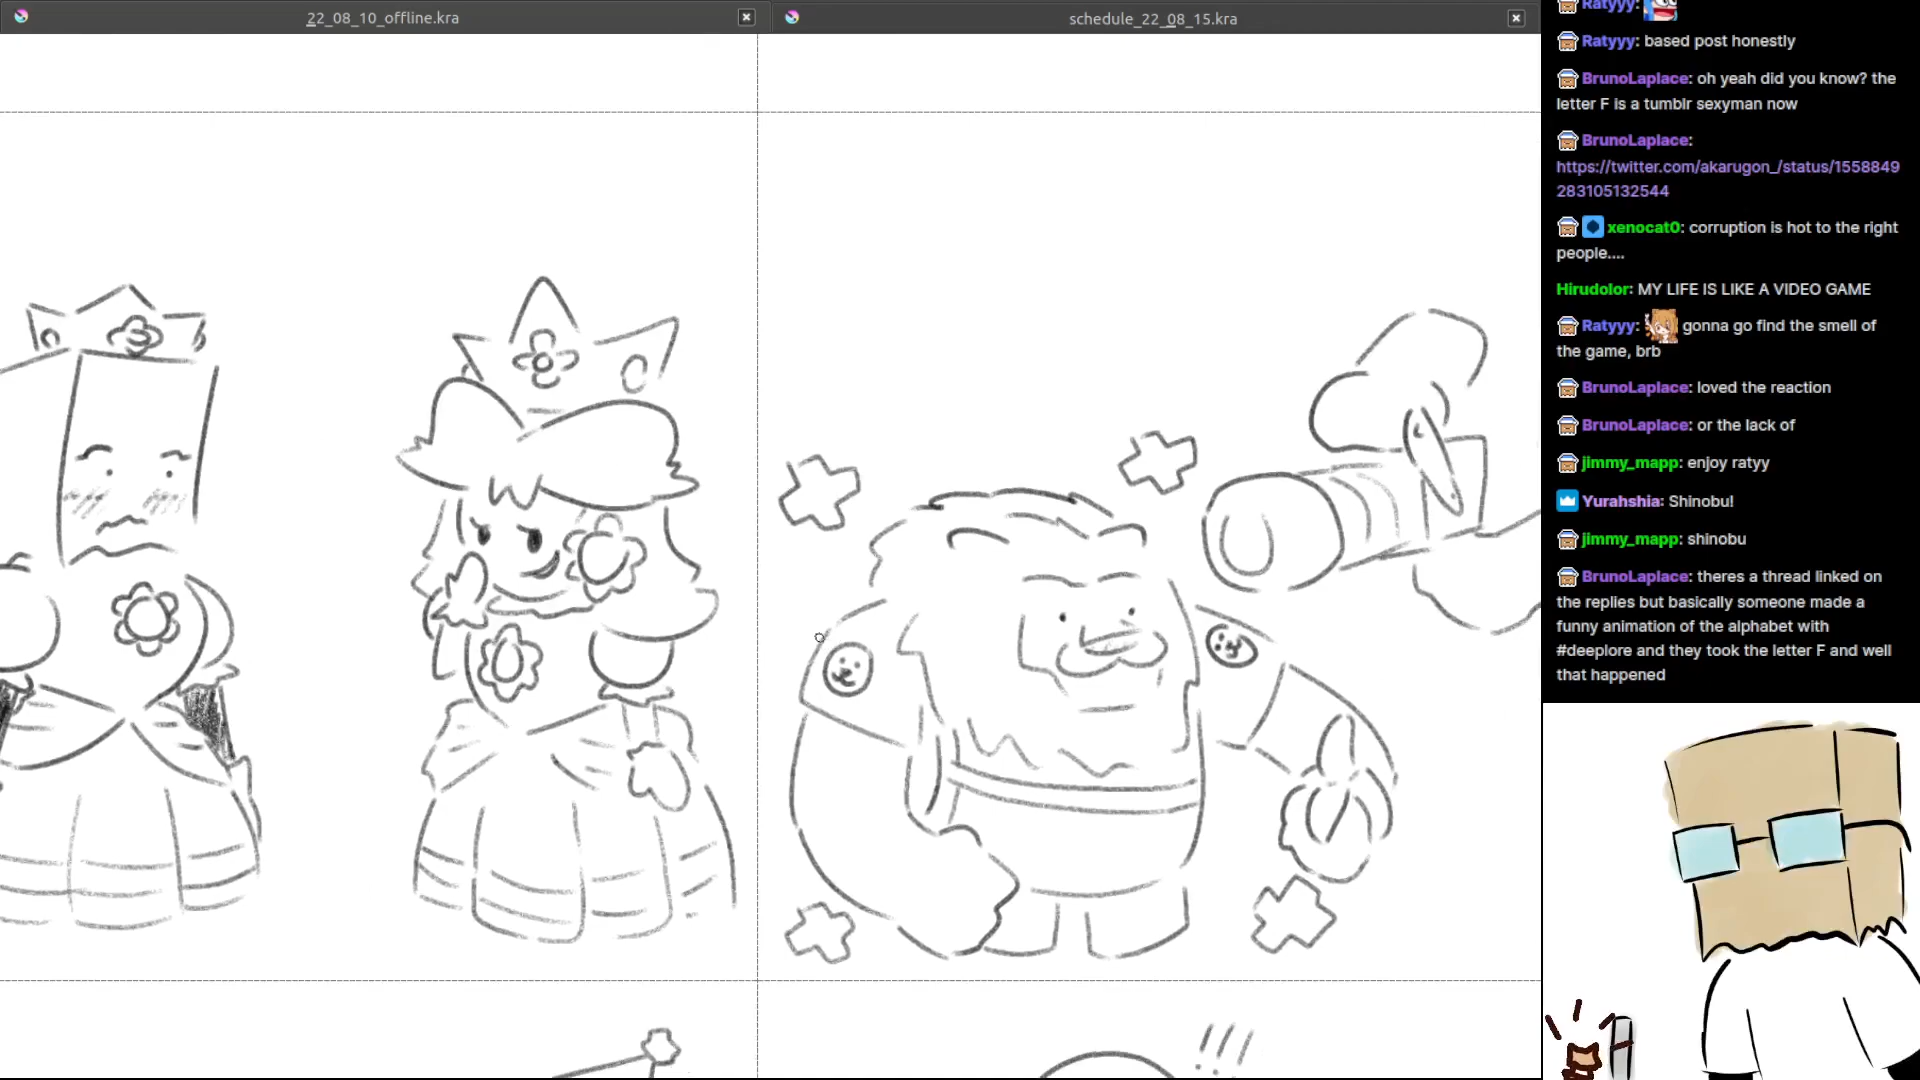 22_08_10_offline.kra
schedule_22_08_15.kra
Ratyyy:
Ratyyy: based post honestly
BrunoLaplace: oh yeah did you know? the
letter F is a tumblr sexyman now
BrunoLaplace:
https://twitter.com/akarugon_/status/1558849
283105132544
xenocat0: corruption is hot to the right
people....
Hirudolor: MY LIFE IS LIKE A VIDEO GAME
Ratyyy: gonna go find the smell of
the game, brb
BrunoLaplace: loved the reaction
BrunoLaplace: or the lack of
jimmy_mapp: enjoy ratyy
Yurahshia: Shinobu!
jimmy_mapp: shinobu
BrunoLaplace: theres a thread linked on
the replies but basically someone made a
funny animation of the alphabet with
#deeplore and they took the letter F and well
that happened
!!!